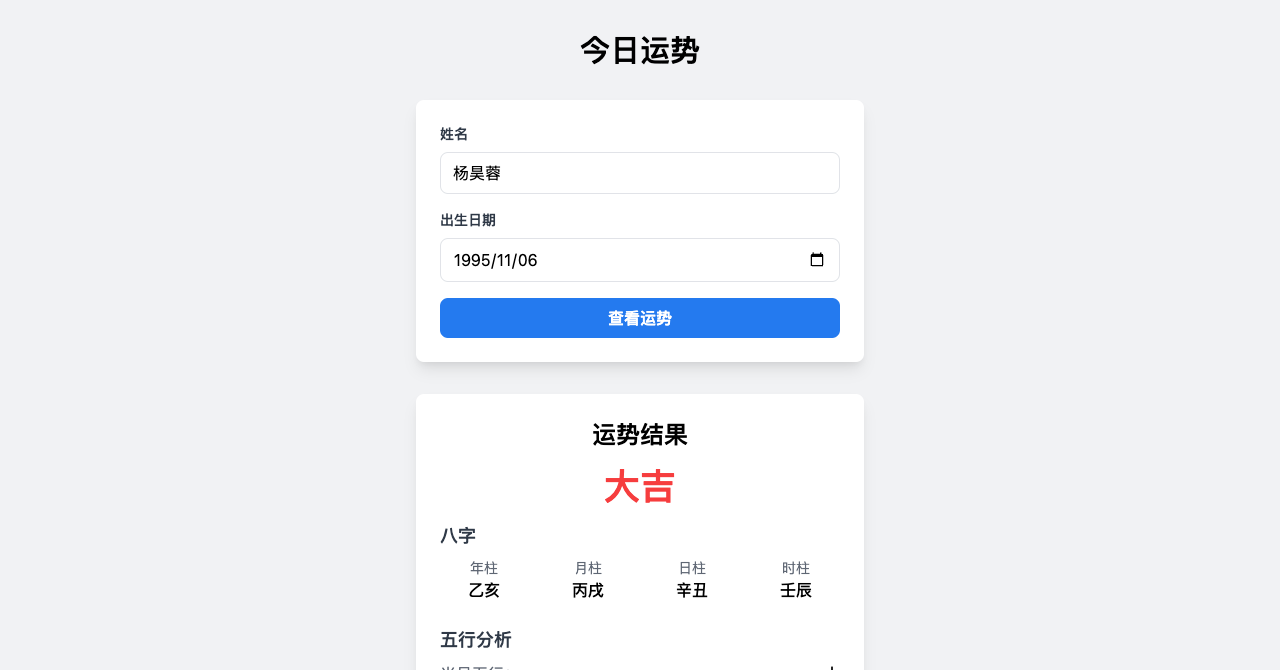 今日运势
姓名
杨昊蓉
出生日期
1995/11/06
查看运势
运势结果
大吉
八字
年柱 月柱 日柱 时柱
乙亥 丙戌 辛丑 壬辰
五行分析